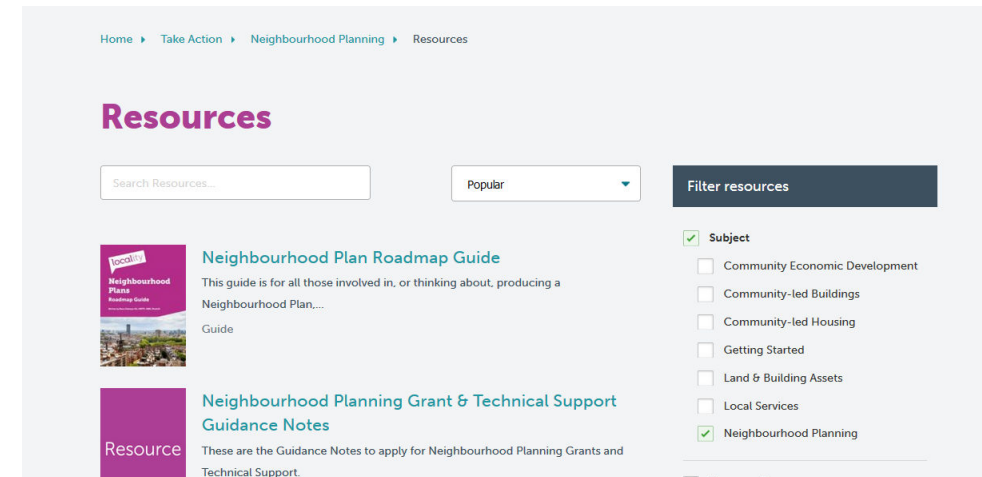 Home Take Action Neighbourhood Planning Resources
Resources
Search Resources...
Popular
locality
Neighbourhood
Plans
Roadmap Guide
Neighbourhood Plan Roadmap Guide
This guide is for all those involved in, or thinking about, producing a
Neighbourhood Plan,...
Guide
Resource
Neighbourhood Planning Grant & Technical Support
Guidance Notes
These are the Guidance Notes to apply for Neighbourhood Planning Grants and
Technical Support.
Filter resources
Subject
Community Economic Development
Community-led Buildings
Community-led Housing
Getting Started
Land & Building Assets
Local Services
Neighbourhood Planning